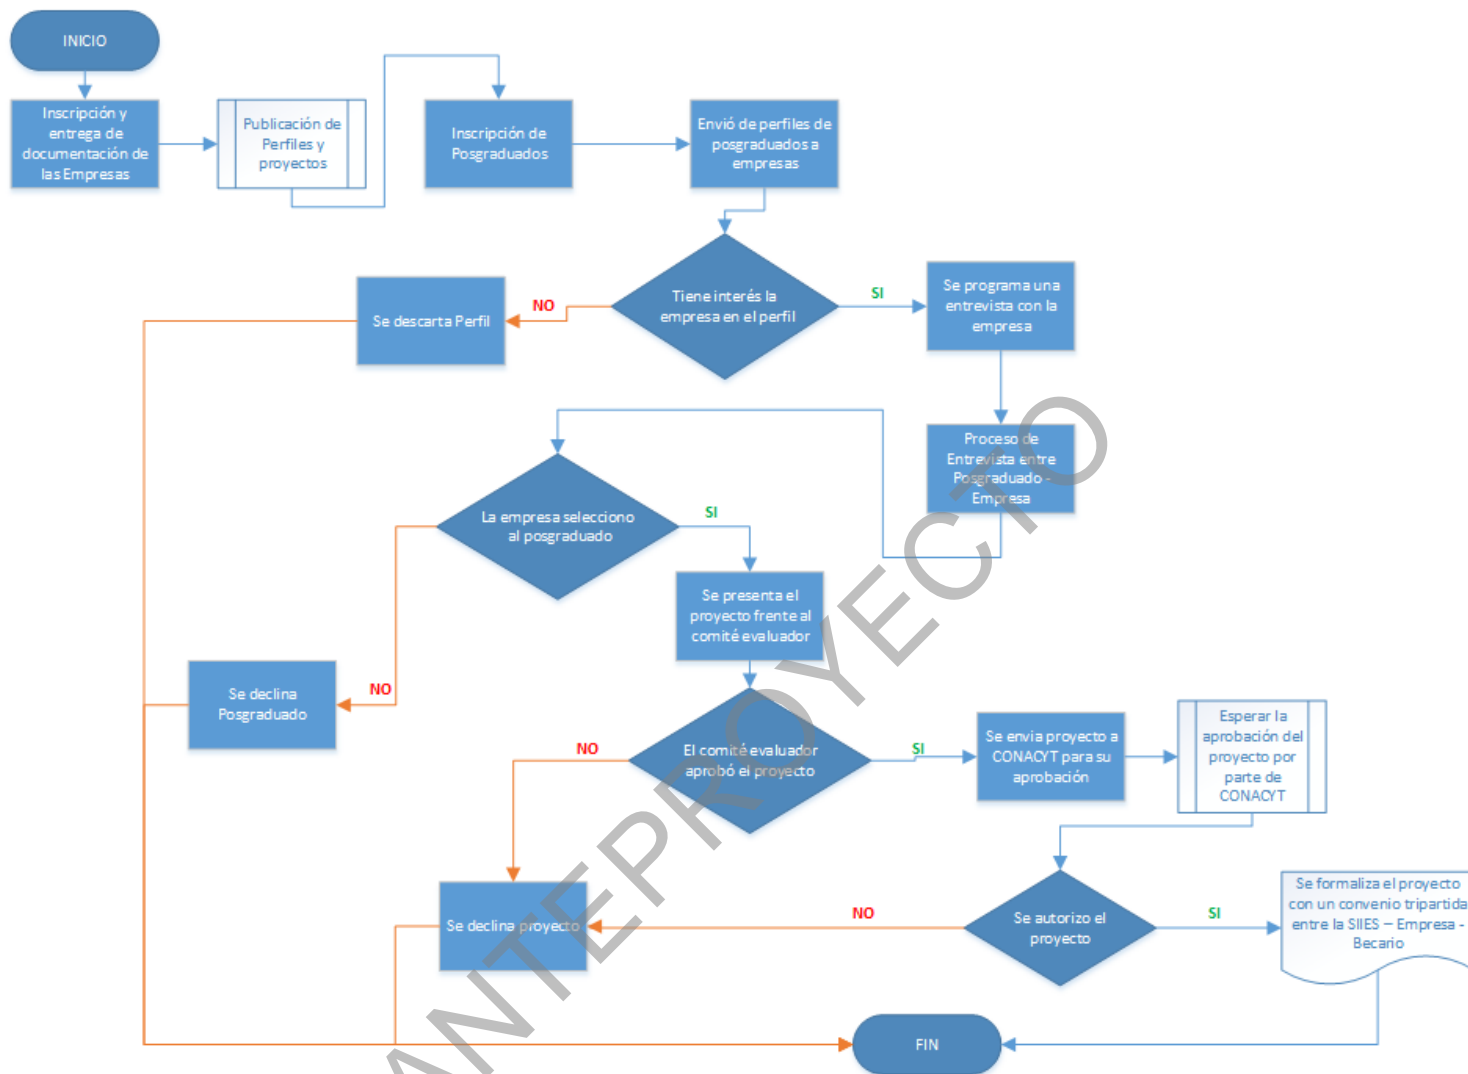 INICIO
Inscripción y
entrega de
documentación de
las Empresas
Publicación de
Perfiles y
proyectos
Inscripción de
Posgraduados
Envió de perfiles de
posgraduados a
empresas
Tiene interés la
empresa en el perfil
NO
SI
Se descarta Perfil
Se programa una
entrevista con la
empresa
Proceso de
Entrevista entre
Posgraduado -
Empresa
La empresa selecciono
al posgraduado
SI
NO
Se presenta el
proyecto frente al
comité evaluador
Se declina
Posgraduado
El comité evaluador
aprobó el proyecto
NO
SI
Se envia proyecto a
CONACYT para su
aprobación
Esperar la
aprobación del
proyecto por
parte de
CONACYT
Se autorizo el
proyecto
NO
SI
Se declina proyecto
Se formaliza el proyecto
con un convenio tripartida
entre la SIIES – Empresa -
Becario
FIN
ANTEPROYECTO